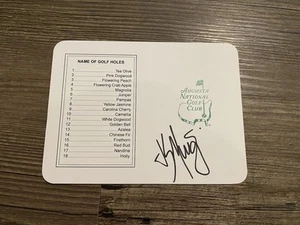 NAME OF GOLF HOLES
1. Tea Olive
2. Pink Dogwood
3. Flowering Peach
4. Flowering Crab Apple
5. Magnolia
6. Juniper
7. Pampas
8. Yellow Jasmine
9. Carolina Cherry
10. Camellia
11. White Dogwood
12. Golden Bell
13. Azalea
14. Chinese Fir
15. Firethorn
16. Red Bud
17. Nandina
18. Holly
AUGUSTA
NATIONAL
GOLF
CLUB